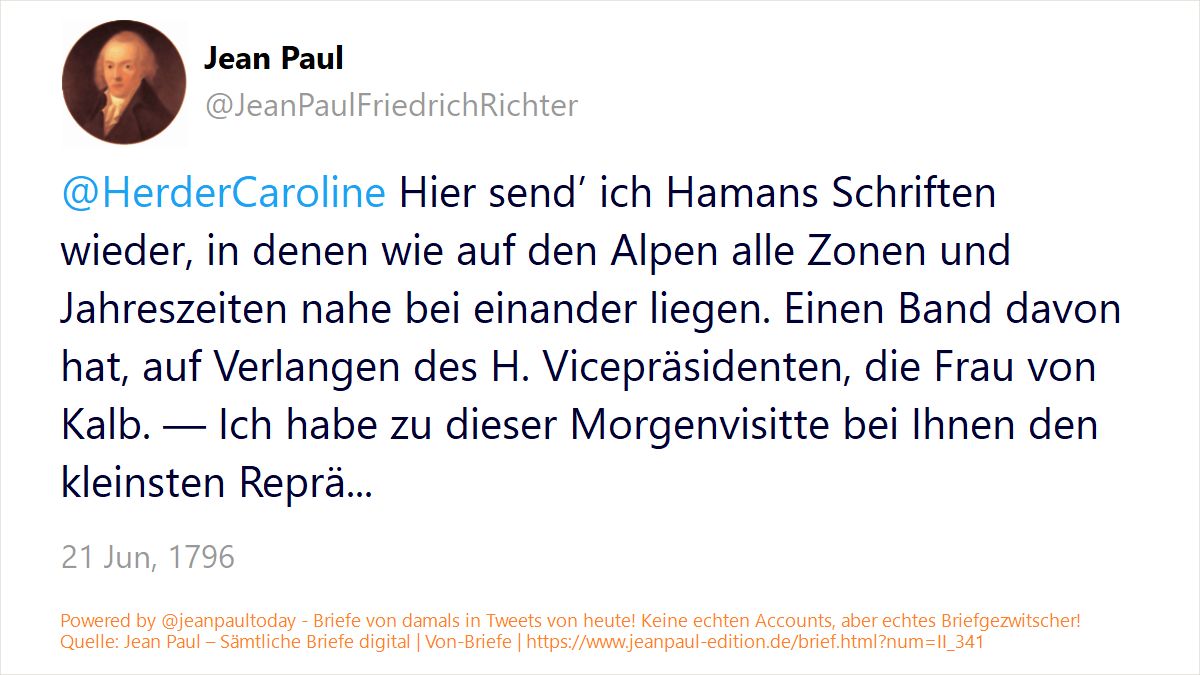 Jean Paul
@JeanPaulFriedrichRichter
@HerderCaroline Hier send’ ich Hamans Schriften
wieder, in denen wie auf den Alpen alle Zonen und
Jahreszeiten nahe bei einander liegen. Einen Band davon
hat, auf Verlangen des H. Vicepräsidenten, die Frau von
Kalb. — Ich habe zu dieser Morgenvisitte bei Ihnen den
kleinsten Reprä...
21 Jun, 1796
Powered by @jeanpaultoday - Briefe von damals in Tweets von heute! Keine echten Accounts, aber echtes Briefgezwitscher!
Quelle: Jean Paul – Sämtliche Briefe digital | Von-Briefe | https://www.jeanpaul-edition.de/brief.html?num=II_341